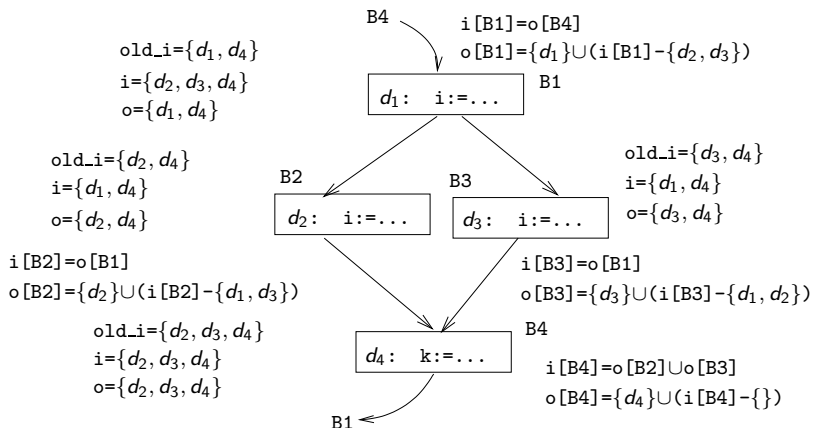 B4
i[B1]=o[B4]
o[B1]={d₁}∪(i[B1]-{d₂, d₃})
old_i={d₁, d₄}
i={d₂, d₃, d₄}
o={d₁, d₄}
B1
d₁: i:=...
old_i={d₂, d₄}
i={d₁, d₄}
o={d₂, d₄}
B2
d₂: i:=...
B3
d₃: i:=...
old_i={d₃, d₄}
i={d₁, d₄}
o={d₃, d₄}
i[B2]=o[B1]
o[B2]={d₂}∪(i[B2]-{d₁, d₃})
i[B3]=o[B1]
o[B3]={d₃}∪(i[B3]-{d₁, d₂})
old_i={d₂, d₃, d₄}
i={d₂, d₃, d₄}
o={d₂, d₃, d₄}
B4
d₄: k:=...
i[B4]=o[B2]∪o[B3]
o[B4]={d₄}∪(i[B4]-{})
B1